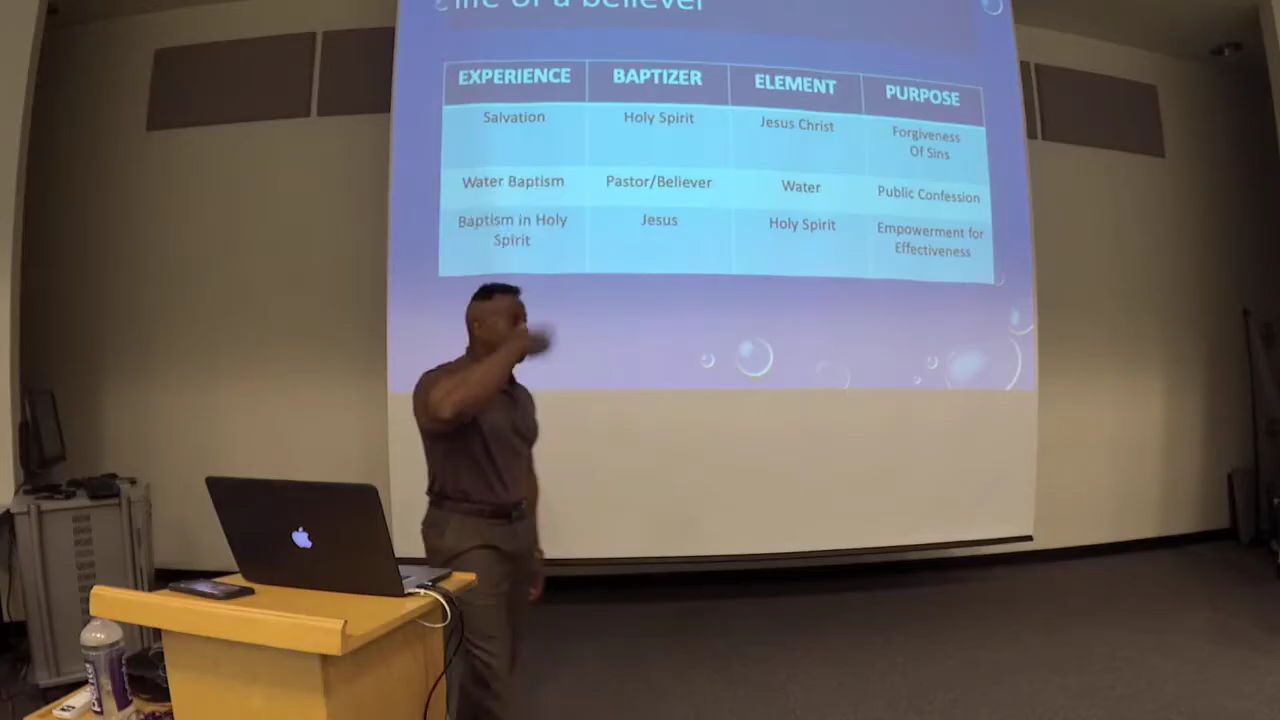 life of a believer
EXPERIENCE BAPTIZER ELEMENT PURPOSE
Salvation Holy Spirit Jesus Christ Forgiveness
Of Sins
Water Baptism Pastor/Believer Water Public Confession
Baptism in Holy Jesus Holy Spirit Empowerment for
Spirit Effectiveness